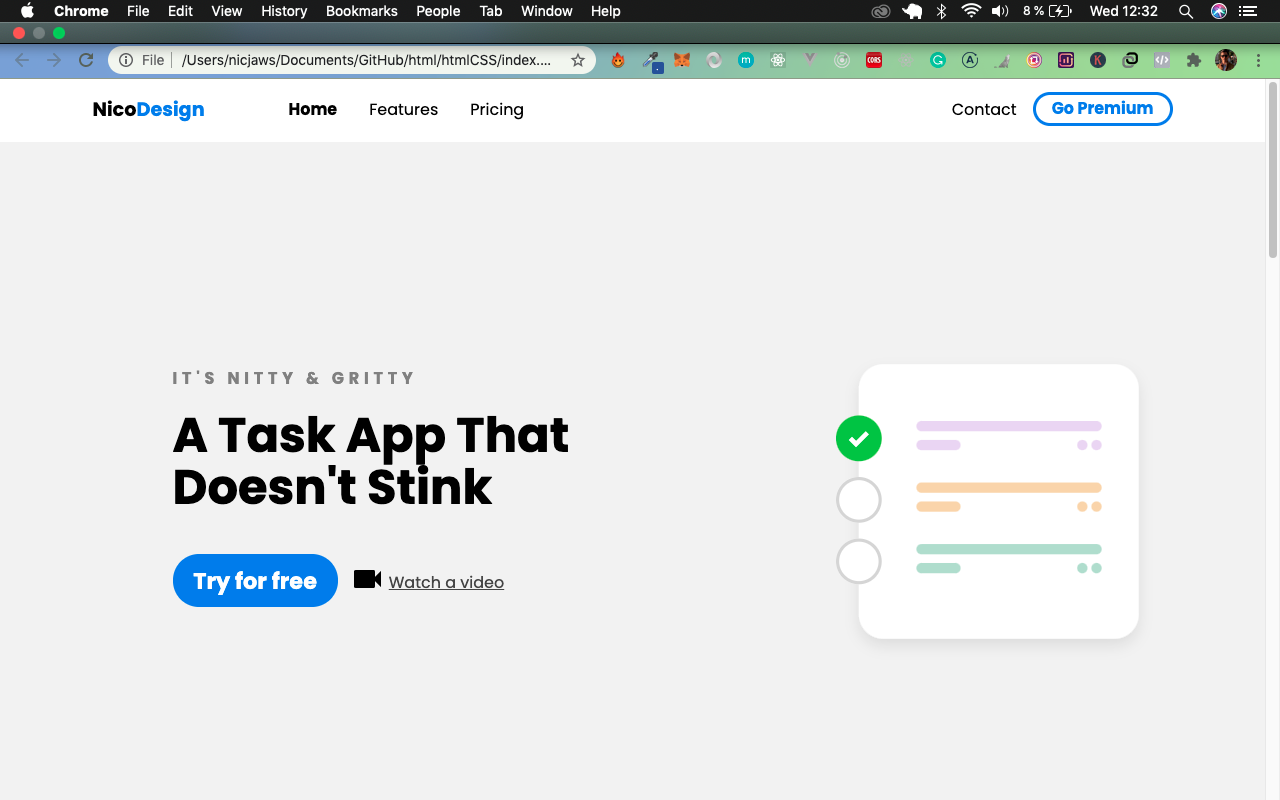 Chrome File Edit View History Bookmarks People Tab Window Help 8 % Wed 12:32
File /Users/nicjaws/Documents/GitHub/html/htmlCSS/index.... m CORS G A K
NicoDesign Home Features Pricing Contact Go Premium
IT'S NITTY & GRITTY
A Task App That
Doesn't Stink
Try for free Watch a video